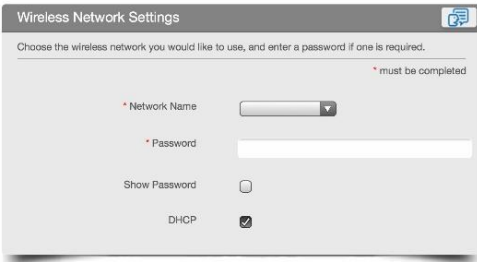 Wireless Network Settings
Choose the wireless network you would like to use, and enter a password if one is required.
* must be completed
* Network Name
* Password
Show Password
DHCP